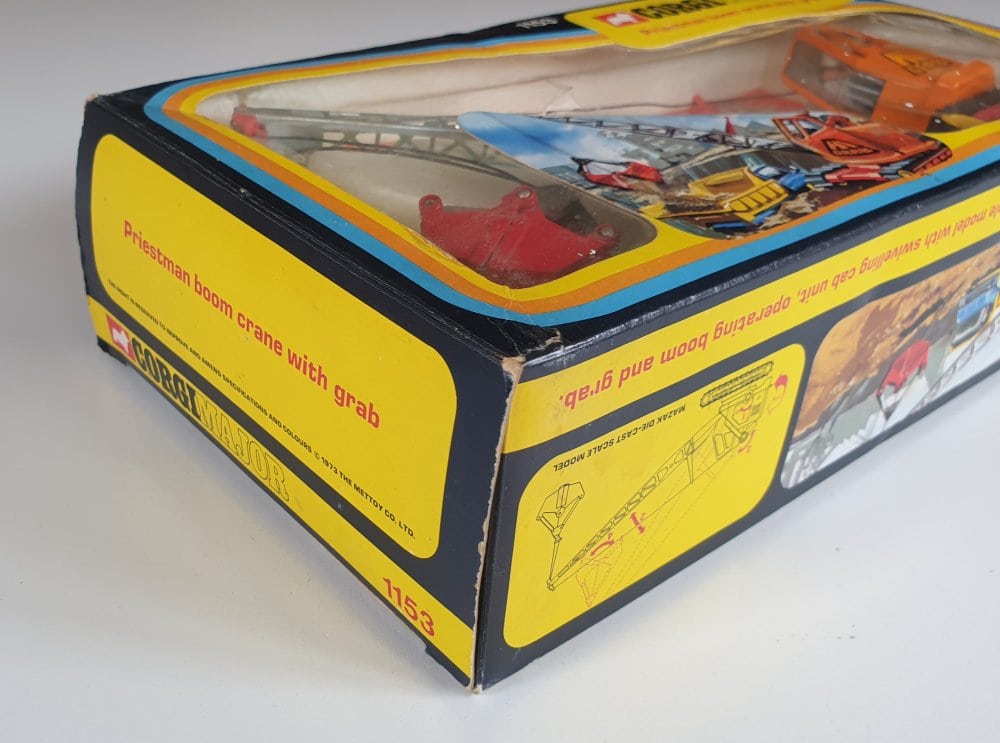 1153
CORGI
Priestman boom crane with grab
THE RIGHT IS RESERVED TO IMPROVE AND AMEND SPECIFICATIONS AND COLOURS © 1973 THE METTOY CO. LTD.
CORGI MAJOR
1153
model with swivelling cab unit, operating boom and grab.
MAZAK DIE-CAST SCALE MODEL